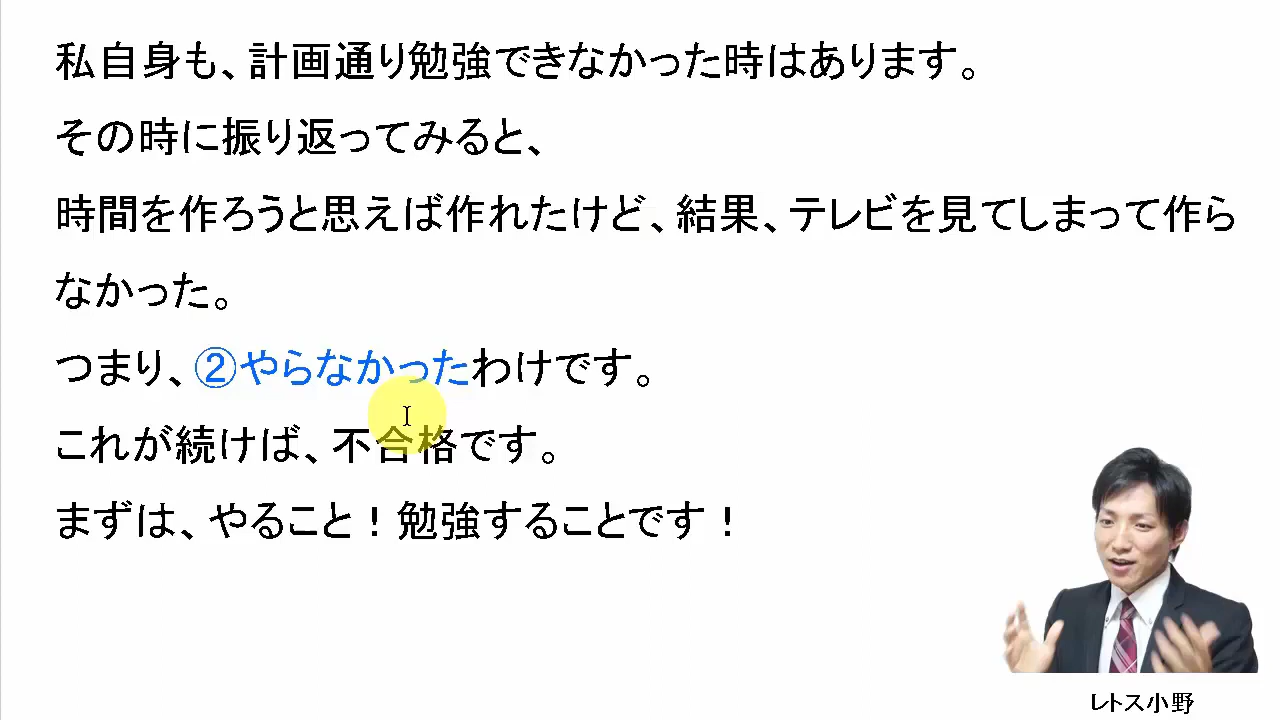 私自身も、計画通り勉強できなかった時はあります。
その時に振り返ってみると、
時間を作ろうと思えば作れたけど、結果、テレビを見てしまって作ら
なかった。
つまり、②やらなかったわけです。
これが続けば、不合格です。
まずは、やること！勉強することです！
レトス小野